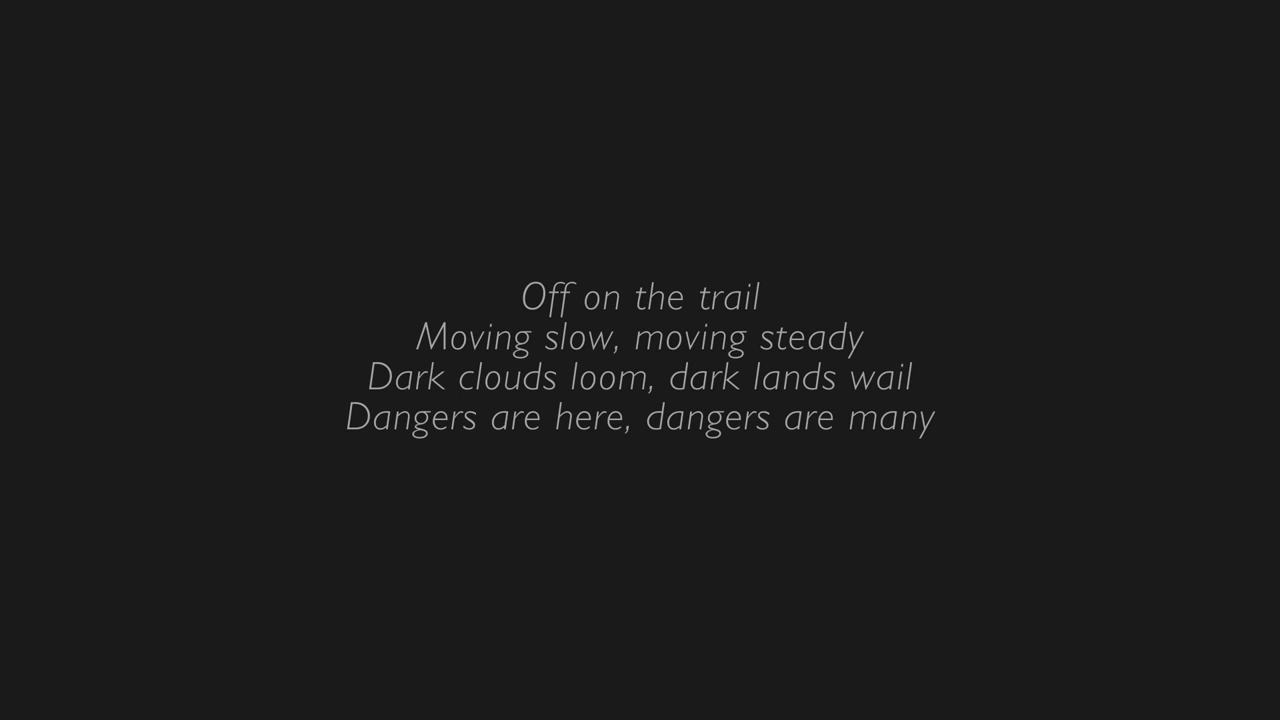 Off on the trail
Moving slow, moving steady
Dark clouds loom, dark lands wail
Dangers are here, dangers are many